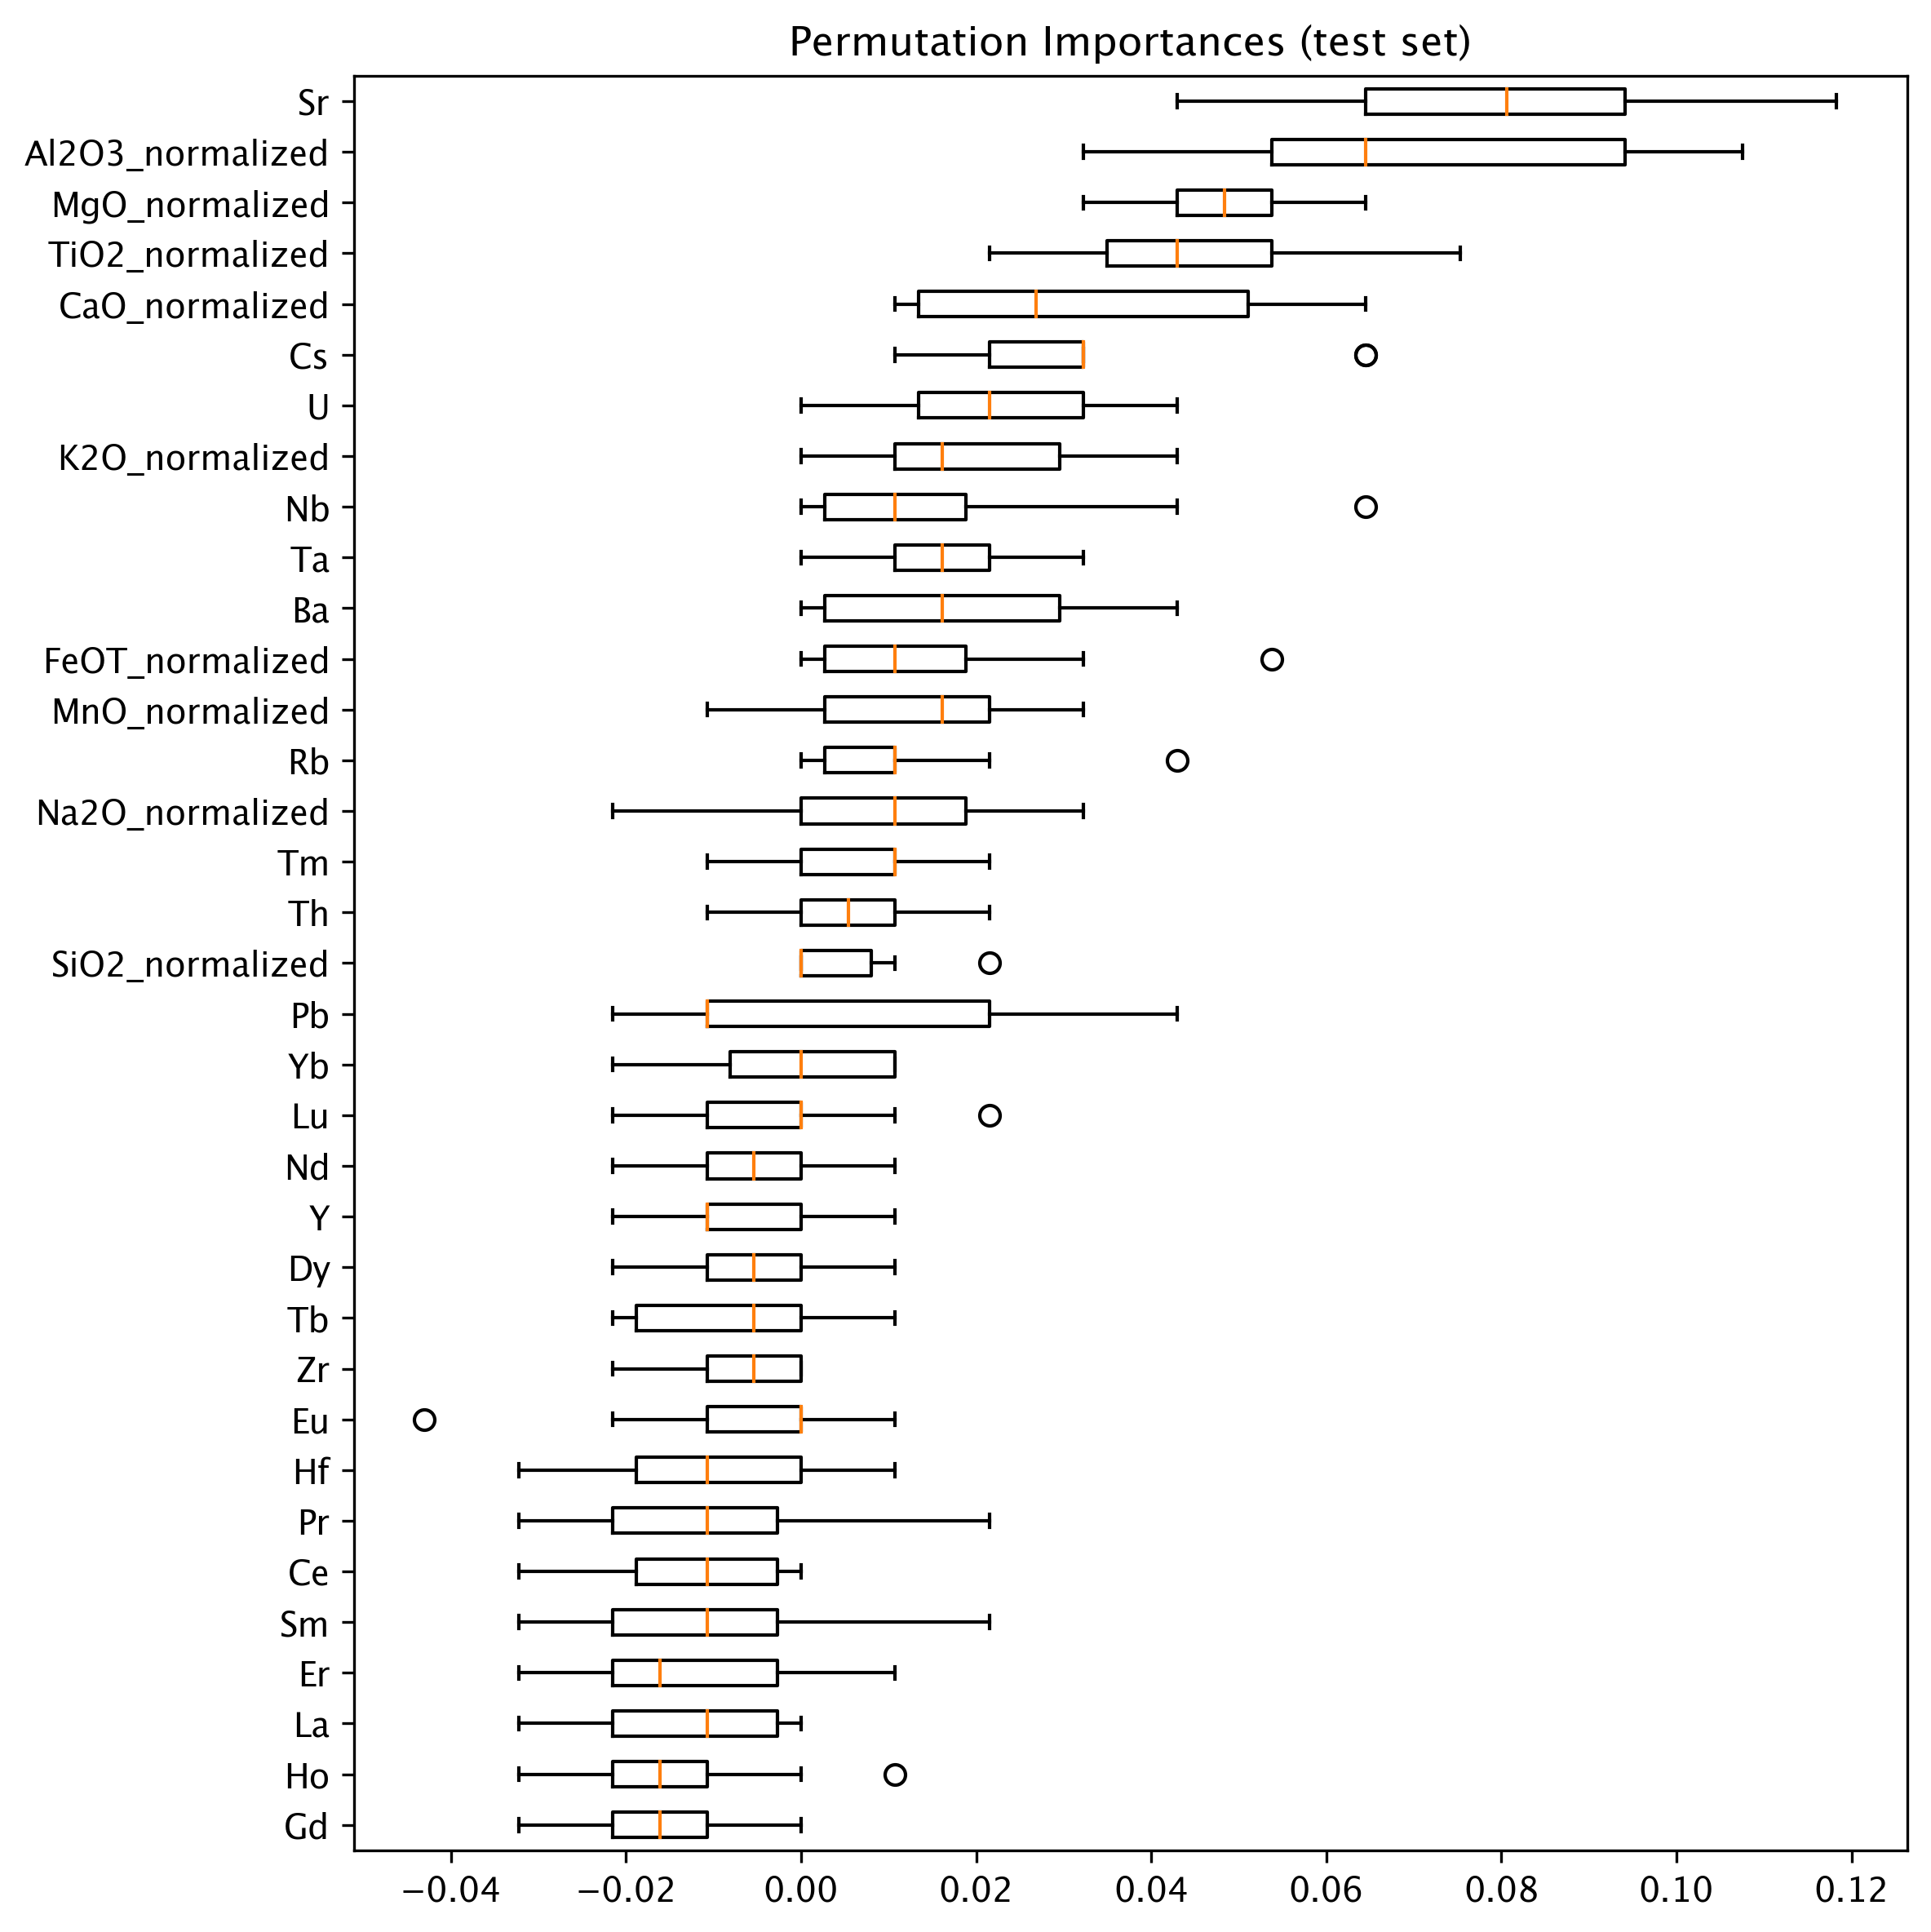 Permutation Importances (test set)
Sr
Al2O3_normalized
MgO_normalized
TiO2_normalized
CaO_normalized
Cs
U
K2O_normalized
Nb
Ta
Ba
FeOT_normalized
MnO_normalized
Rb
Na2O_normalized
Tm
Th
SiO2_normalized
Pb
Yb
Lu
Nd
Y
Dy
Tb
Zr
Eu
Hf
Pr
Ce
Sm
Er
La
Ho
Gd
−0.04 −0.02 0.00 0.02 0.04 0.06 0.08 0.10 0.12